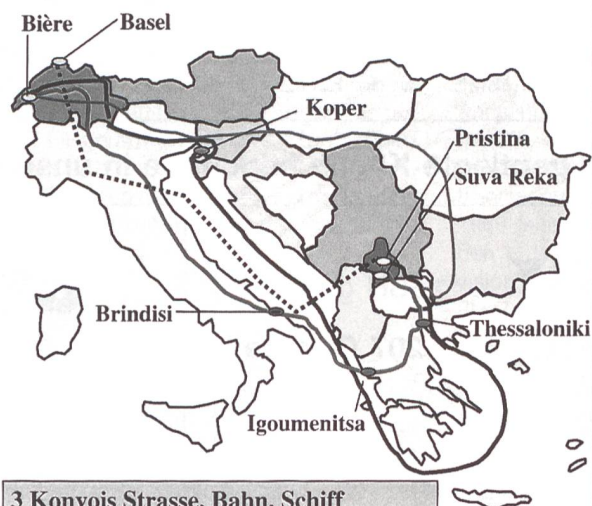 Bière
Basel
Koper
Pristina
Suva Reka
Brindisi
Thessaloniki
Igoumenitsa
3 Konvois Strasse, Bahn, Schiff